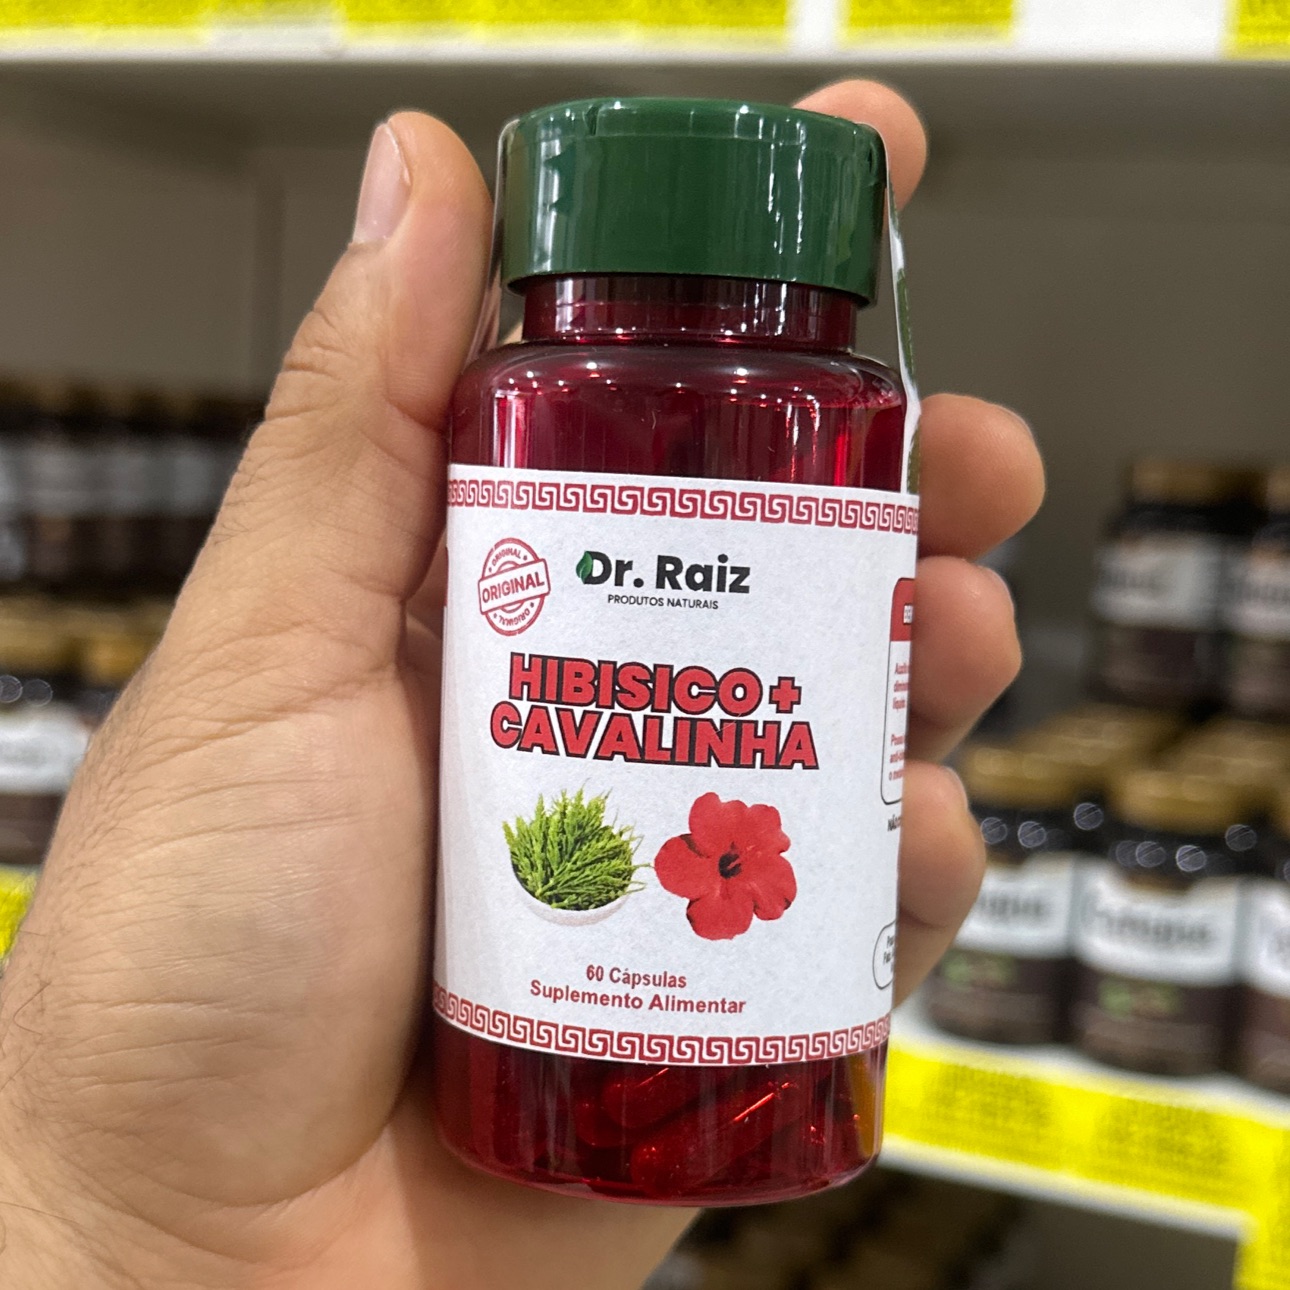 ORIGINAL
ORIGINAL
ORIGINAL
Dr. Raiz
PRODUTOS NATURAIS
HIBISICO +
CAVALINHA
60 Cápsulas
Suplemento Alimentar